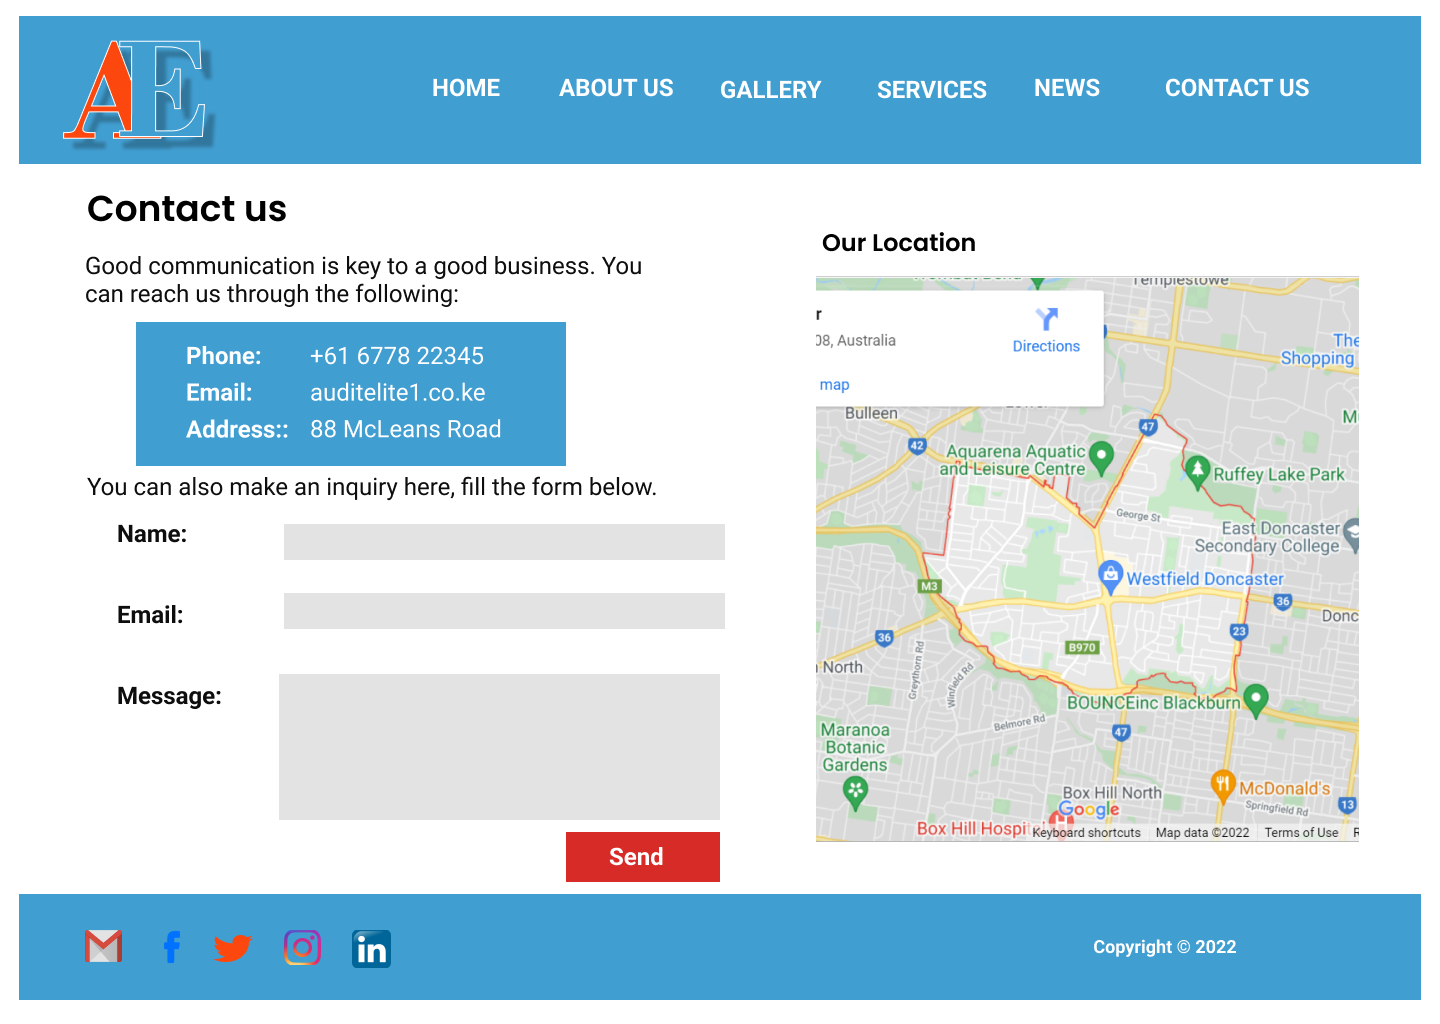 AE
HOME ABOUT US GALLERY SERVICES NEWS CONTACT US
Contact us
Good communication is key to a good business. You
can reach us through the following:
Phone: +61 6778 22345
Email: auditelite1.co.ke
Address:: 88 McLeans Road
You can also make an inquiry here, fill the form below.
Name:
Email:
Message:
Send
Our Location
Templestowe
r
08, Australia
Directions
map
The
Shopping
Bulleen
M
47
42
Aquarena Aquatic
and Leisure Centre
Ruffey Lake Park
George St
East Doncaster
Secondary College
Westfield Doncaster
M3
36
Donc
23
36
B970
North
Greythorn Rd
Winfield Rd
BOUNCEinc Blackburn
Belmore Rd
47
Maranoa
Botanic
Gardens
Box Hill North
McDonald's
Springfield Rd
13
Google
Box Hill Hospi
Keyboard shortcuts Map data ©2022 Terms of Use R
in
Copyright © 2022